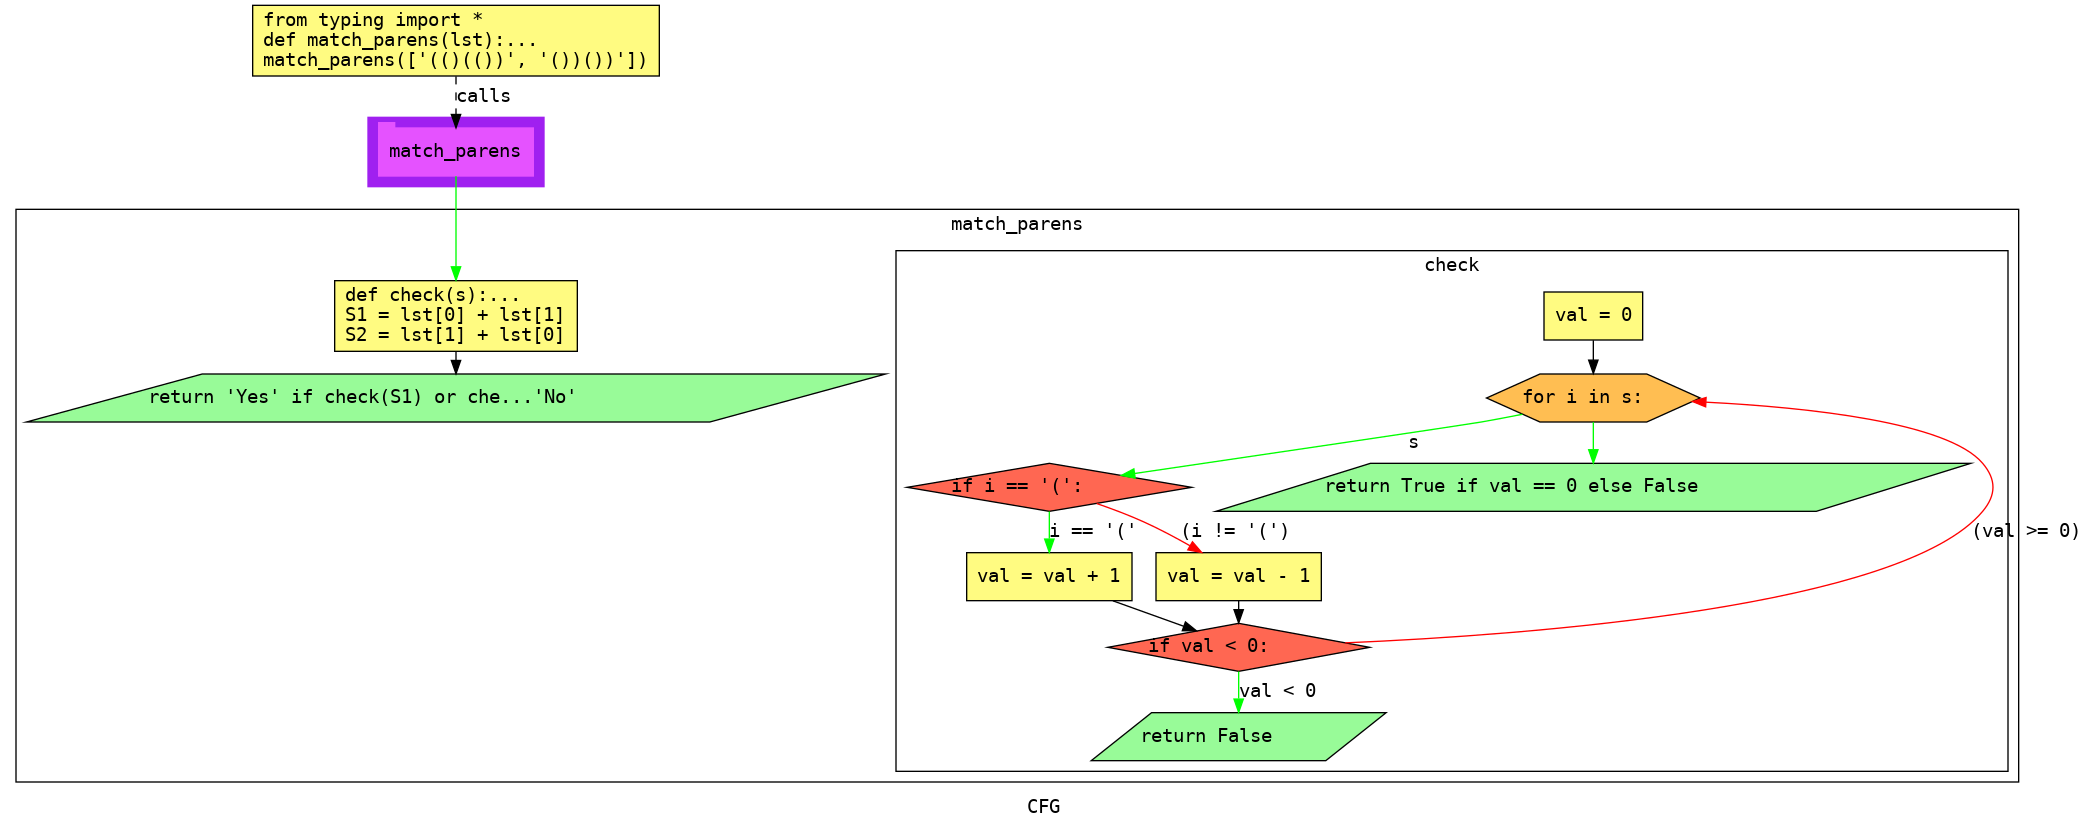 from typing import *
def match_parens(lst):...
match_parens(['(()(())', '())())'])
calls
match_parens
match_parens
check
def check(s):...
S1 = lst[0] + lst[1]
S2 = lst[1] + lst[0]
val = 0
return 'Yes' if check(S1) or che...'No'
for i in s:
s
if i == '(':
return True if val == 0 else False
i == '('
(i != '(')
(val >= 0)
val = val + 1
val = val - 1
if val < 0:
val < 0
return False
CFG